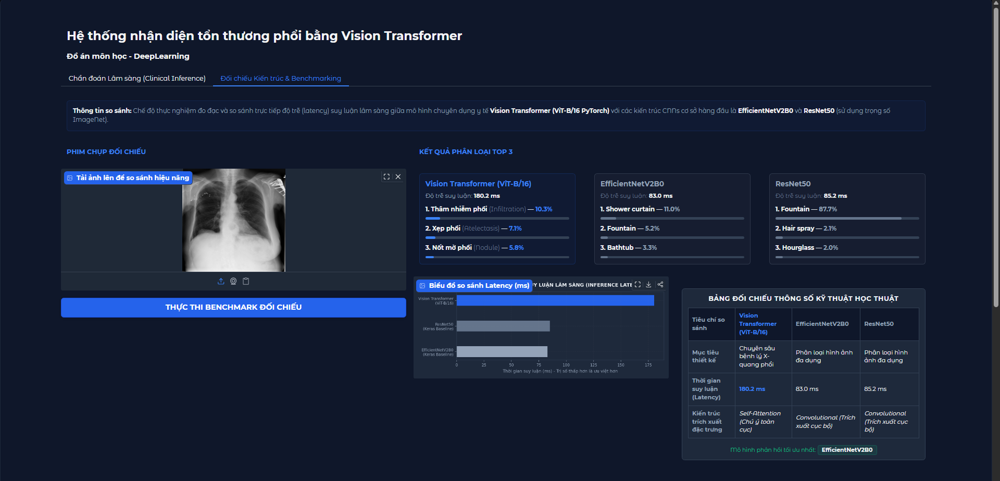 Hệ thống nhận diện tổn thương phổi bằng Vision Transformer
Đồ án môn học - DeepLearning
Chẩn đoán Lâm sàng (Clinical Inference)
Đối chiếu Kiến trúc & Benchmarking
Thông tin so sánh: Chế độ thực nghiệm đo đạc và so sánh trực tiếp độ trễ (latency) suy luận lâm sàng giữa mô hình chuyên dụng y tế Vision Transformer (ViT-B/16 PyTorch) với các kiến trúc CNNs cơ sở hàng đầu là EfficientNetV2B0 và ResNet50 (sử dụng trọng số
ImageNet).
PHIM CHỤP ĐỐI CHIẾU
Tải ảnh lên để so sánh hiệu năng
THỰC THI BENCHMARK ĐỐI CHIẾU
KẾT QUẢ PHÂN LOẠI TOP 3
Vision Transformer (ViT-B/16)
Độ trễ suy luận: 180.2 ms
1. Thâm nhiễm phổi (Infiltration) — 10.3%
2. Xẹp phổi (Atelectasis) — 7.1%
3. Nốt mờ phổi (Nodule) — 5.8%
EfficientNetV2B0
Độ trễ suy luận: 83.0 ms
1. Shower curtain — 11.0%
2. Fountain — 5.2%
3. Bathtub — 3.3%
ResNet50
Độ trễ suy luận: 85.2 ms
1. Fountain — 87.7%
2. Hair spray — 2.1%
3. Hourglass — 2.0%
Biểu đồ so sánh Latency (ms)
UY LUẬN LÂM SÀNG (INFERENCE LATE
Vision Transformer
(ViT-B/16)
ResNet50
(Keras Baseline)
EfficientNetV2B0
(Keras Baseline)
0 25 50 75 100 125 150 175
Thời gian suy luận (ms) - Trị số thấp hơn là ưu việt hơn
BẢNG ĐỐI CHIẾU THÔNG SỐ KỸ THUẬT HỌC THUẬT
Tiêu chí so
sánh
Vision
Transformer
(ViT-B/16)
EfficientNetV2B0
ResNet50
Mục tiêu
thiết kế
Chuyên sâu
bệnh lý X-
quang phổi
Phân loại hình ảnh
đa dụng
Phân loại hình
ảnh đa dụng
Thời gian
suy luận
(Latency)
180.2 ms
83.0 ms
85.2 ms
Kiến trúc
trích xuất
đặc trưng
Self-Attention
(Chú ý toàn
cục)
Convolutional (Trích
xuất cục bộ)
Convolutional
(Trích xuất cục
bộ)
Mô hình phản hồi tối ưu nhất: EfficientNetV2B0